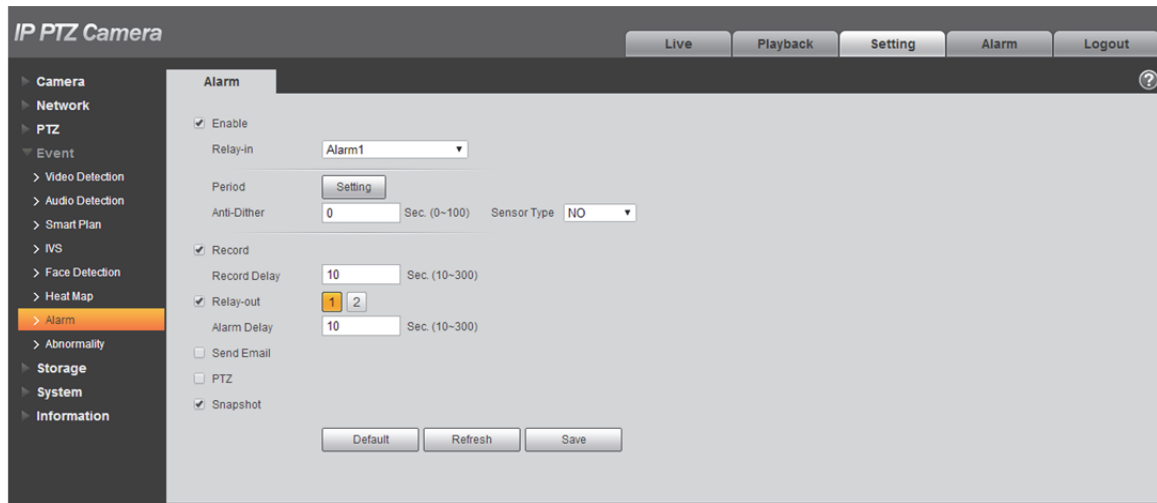 IP PTZ Camera
Live Playback Setting Alarm Logout
Camera
Network
PTZ
Event
Video Detection
Audio Detection
Smart Plan
IVS
Face Detection
Heat Map
Alarm
Abnormality
Storage
System
Information
Alarm ?
Enable
Relay-in Alarm1
Period Setting
Anti-Dither 0 Sec. (0~100) Sensor Type NO
Record
Record Delay 10 Sec. (10~300)
Relay-out 1 2
Alarm Delay 10 Sec. (10~300)
Send Email
PTZ
Snapshot
Default Refresh Save